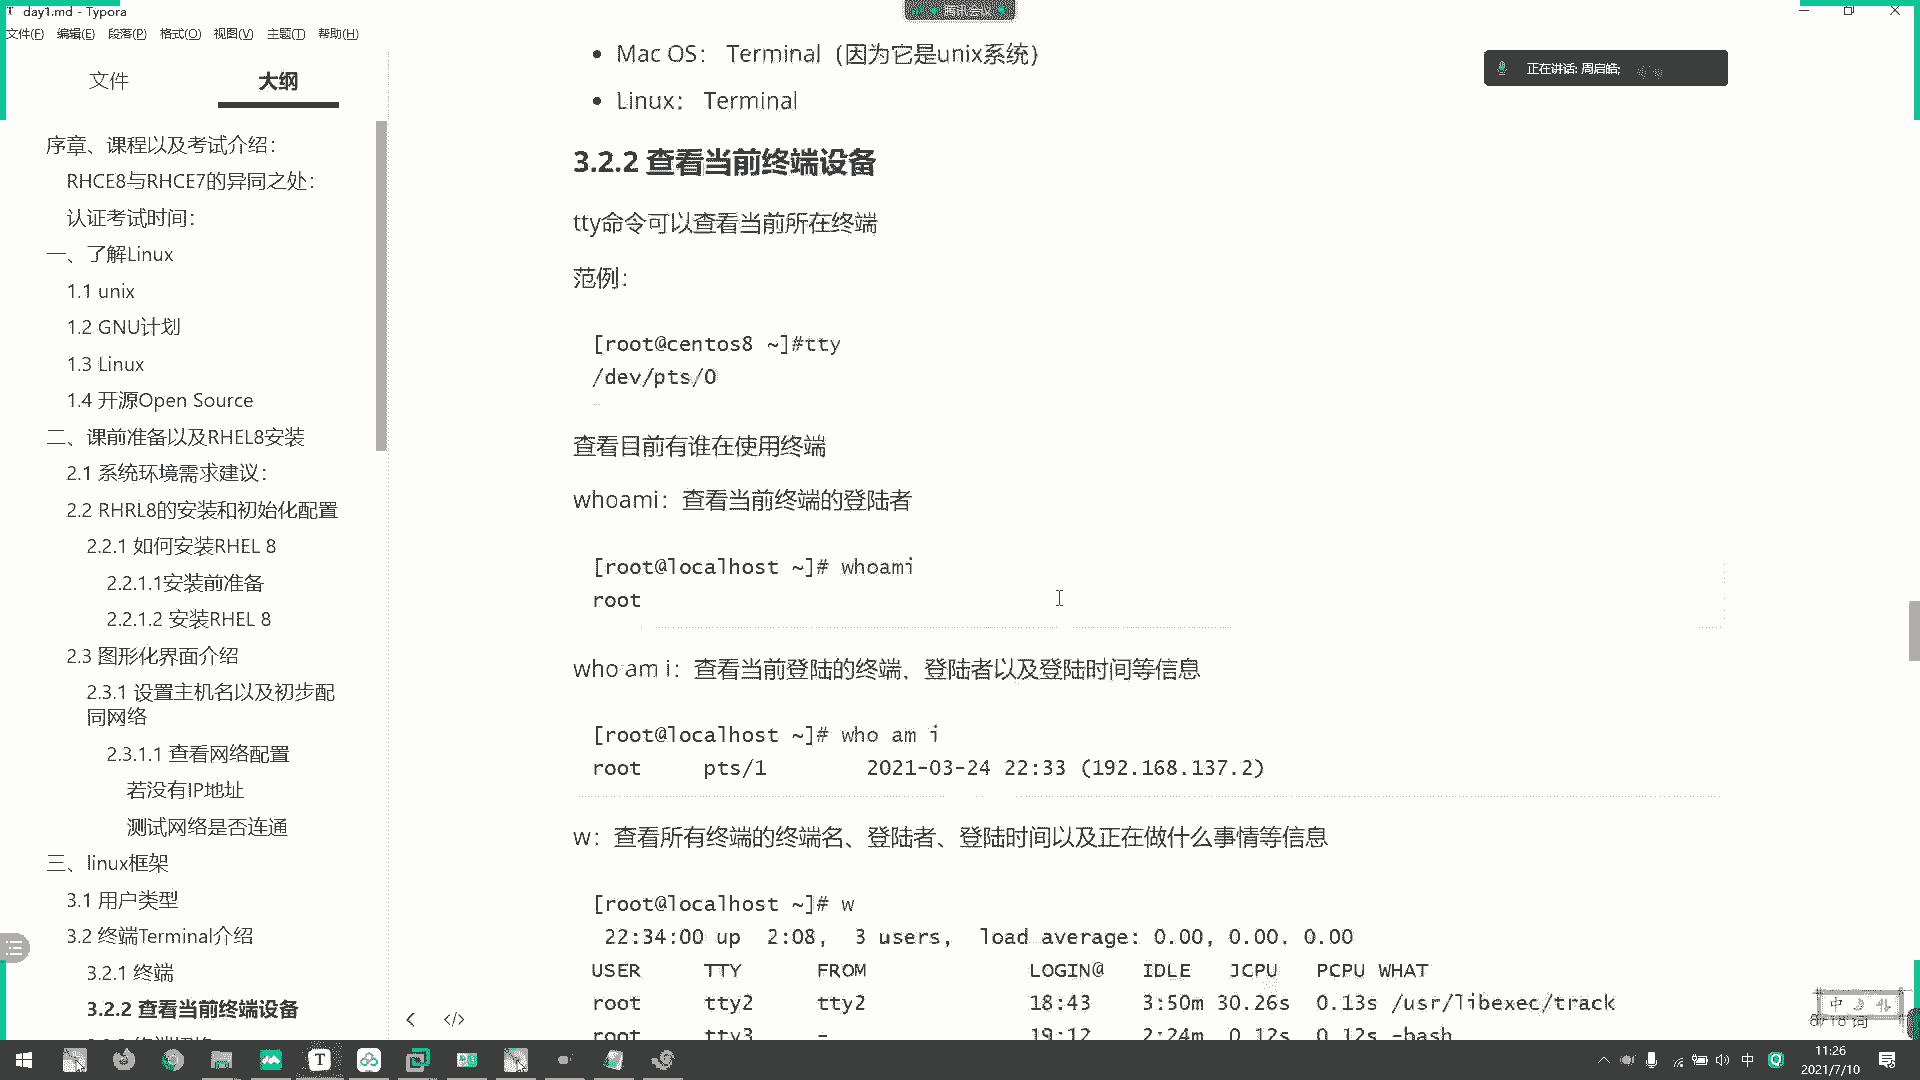 day1.md - Typora
腾讯会议
文件(F) 编辑(E) 段落(P) 格式(O) 视图(V) 主题(T) 帮助(H)
正在讲话: 周启皓;
文件 大纲
序章、课程以及考试介绍：
RHCE8与RHCE7的异同之处：
认证考试时间：
一、了解Linux
1.1 unix
1.2 GNU计划
1.3 Linux
1.4 开源Open Source
二、课前准备以及RHEL8安装
2.1 系统环境需求建议：
2.2 RHRL8的安装和初始化配置
2.2.1 如何安装RHEL 8
2.2.1.1安装前准备
2.2.1.2 安装RHEL 8
2.3 图形化界面介绍
2.3.1 设置主机名以及初步配
同网络
2.3.1.1 查看网络配置
若没有IP地址
测试网络是否连通
三、linux框架
3.1 用户类型
3.2 终端Terminal介绍
3.2.1 终端
3.2.2 查看当前终端设备
Mac OS： Terminal（因为它是unix系统）
Linux： Terminal
3.2.2 查看当前终端设备
tty命令可以查看当前所在终端
范例：
[root@centos8 ~]#tty
/dev/pts/0
查看目前有谁在使用终端
whoami：查看当前终端的登陆者
[root@localhost ~]# whoami
root
who am i：查看当前登陆的终端、登陆者以及登陆时间等信息
[root@localhost ~]# who am i
root pts/1 2021-03-24 22:33 (192.168.137.2)
w：查看所有终端的终端名、登陆者、登陆时间以及正在做什么事情等信息
[root@localhost ~]# w
22:34:00 up 2:08, 3 users, load average: 0.00, 0.00, 0.00
USER TTY FROM LOGIN@ IDLE JCPU PCPU WHAT
root tty2 tty2 18:43 3:50m 30.26s 0.13s /usr/libexec/track
root tty3 - 19:12 2:24m 0.12s 0.12s -bash
中
中
11:26
2021/7/10